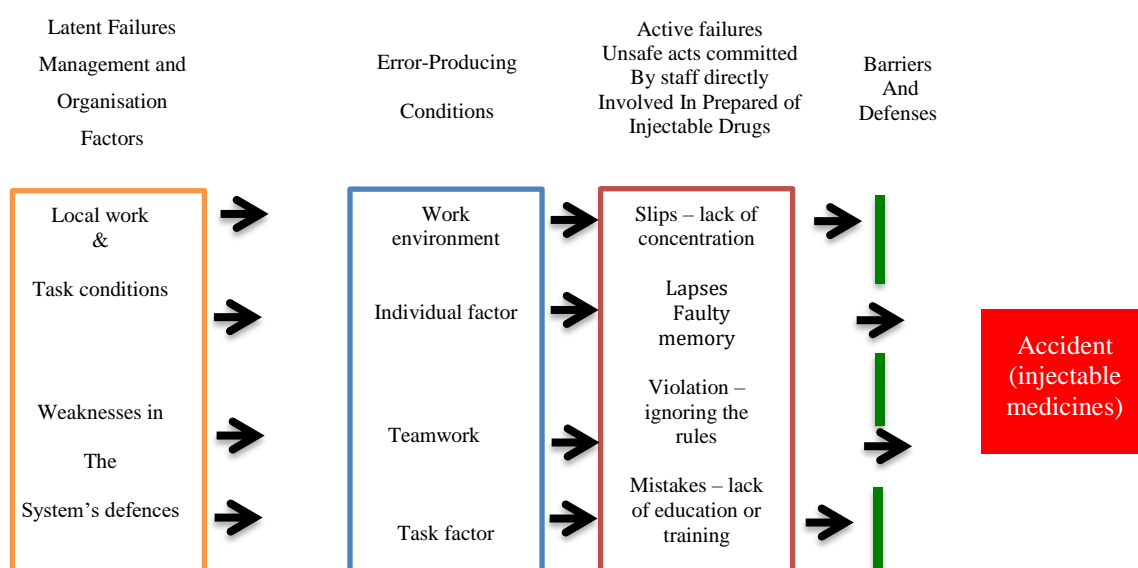 Latent Failures
Management and
Organisation
Factors
Error-Producing
Conditions
Active failures
Unsafe acts committed
By staff directly
Involved In Prepared of
Injectable Drugs
Barriers
And
Defenses
Local work
&
Task conditions
Weaknesses in
The
System’s defences
Work
environment
Individual factor
Teamwork
Task factor
Slips – lack of
concentration
Lapses
Faulty
memory
Violation –
ignoring the
rules
Mistakes – lack
of education or
training
Accident
(injectable
medicines)